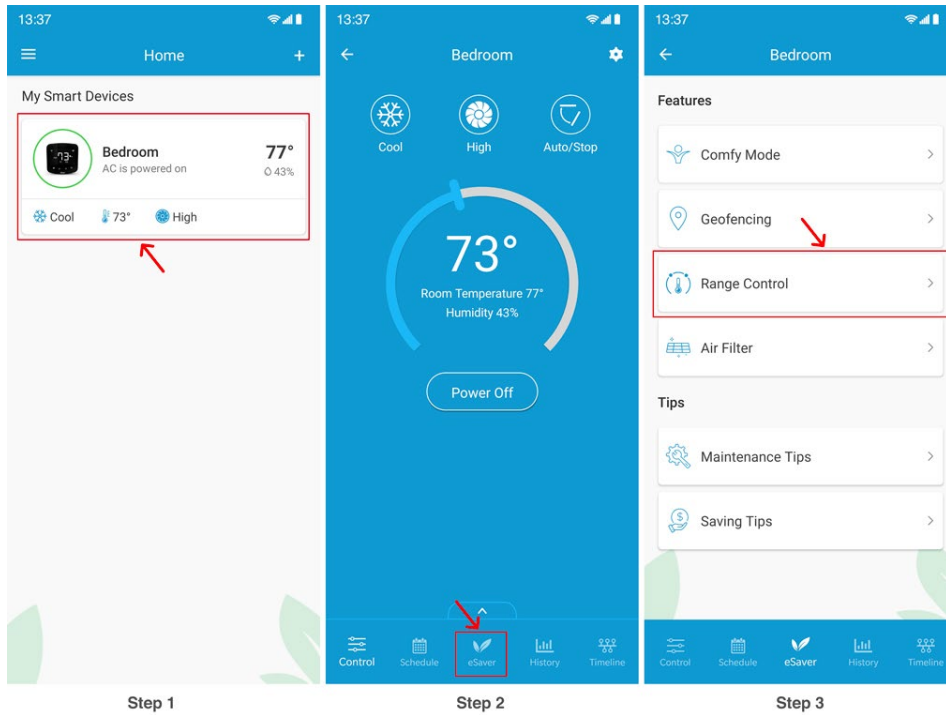 13:37
Home
My Smart Devices
73
Bedroom
AC is powered on
77°
43%
Cool
73°
High
Step 1
13:37
Bedroom
Cool
High
Auto/Stop
73°
Room Temperature 77°
Humidity 43%
Power Off
Control
Schedule
eSaver
History
Timeline
Step 2
13:37
Bedroom
Features
Comfy Mode
Geofencing
Range Control
Air Filter
Tips
Maintenance Tips
Saving Tips
Control
Schedule
eSaver
History
Timeline
Step 3